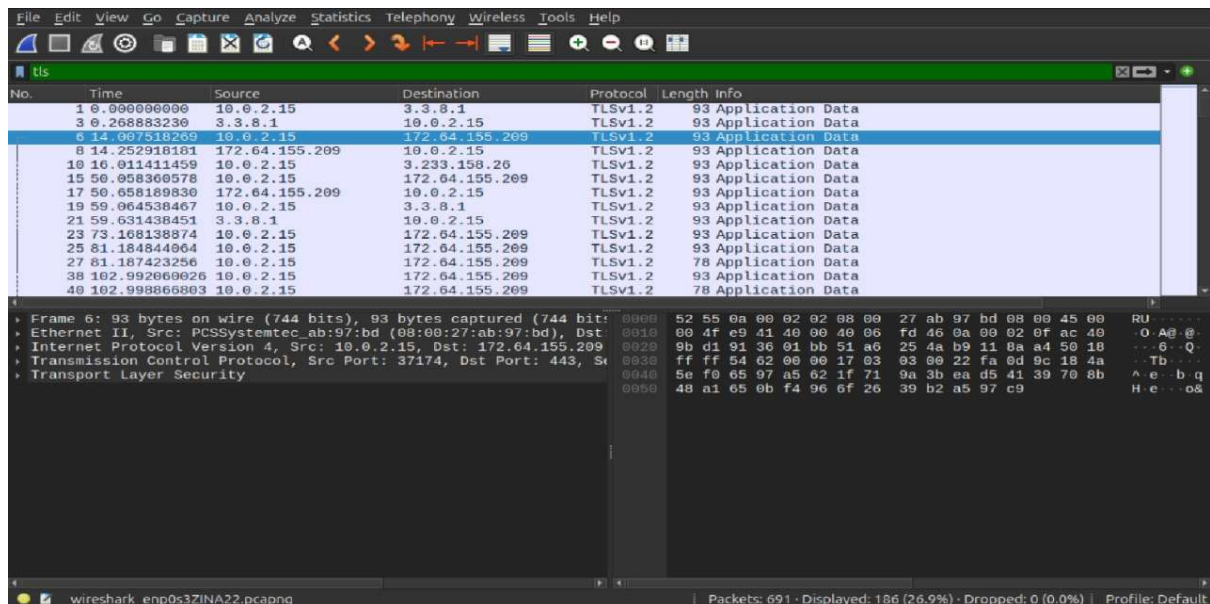 File Edit View Go Capture Analyze Statistics Telephony Wireless Tools Help
tls
No. Time Source Destination Protocol Length Info
1 0.000000000 10.0.2.15 3.3.8.1 TLSv1.2 93 Application Data
3 0.268883230 3.3.8.1 10.0.2.15 TLSv1.2 93 Application Data
6 14.007518269 10.0.2.15 172.64.155.209 TLSv1.2 93 Application Data
8 14.252918181 172.64.155.209 10.0.2.15 TLSv1.2 93 Application Data
10 16.011411459 10.0.2.15 3.233.158.26 TLSv1.2 93 Application Data
15 50.058360578 10.0.2.15 172.64.155.209 TLSv1.2 93 Application Data
17 50.658189830 172.64.155.209 10.0.2.15 TLSv1.2 93 Application Data
19 59.064538467 10.0.2.15 3.3.8.1 TLSv1.2 93 Application Data
21 59.631438451 3.3.8.1 10.0.2.15 TLSv1.2 93 Application Data
23 73.168138874 10.0.2.15 172.64.155.209 TLSv1.2 93 Application Data
25 81.184844064 10.0.2.15 172.64.155.209 TLSv1.2 93 Application Data
27 81.187423256 10.0.2.15 172.64.155.209 TLSv1.2 78 Application Data
38 102.992060026 10.0.2.15 172.64.155.209 TLSv1.2 93 Application Data
40 102.998866803 10.0.2.15 172.64.155.209 TLSv1.2 78 Application Data
Frame 6: 93 bytes on wire (744 bits), 93 bytes captured (744 bits
Ethernet II, Src: PCSSystemtec_ab:97:bd (08:00:27:ab:97:bd), Dst:
Internet Protocol Version 4, Src: 10.0.2.15, Dst: 172.64.155.209
Transmission Control Protocol, Src Port: 37174, Dst Port: 443, Se
Transport Layer Security
0000 52 55 0a 00 02 02 08 00 27 ab 97 bd 08 00 45 00 RU······
0010 00 4f e9 41 40 00 40 06 fd 46 0a 00 02 0f ac 40 ·O·A@·@·
0020 9b d1 91 36 01 bb 51 a6 25 4a b9 11 8a a4 50 18 ···6··Q·
0030 ff ff 54 62 00 00 17 03 03 00 22 fa 0d 9c 18 4a ··Tb····
0040 5e f0 65 97 a5 62 1f 71 9a 3b ea d5 41 39 70 8b ^·e··b·q
0050 48 a1 65 0b f4 96 6f 26 39 b2 a5 97 c9 H·e···o&
wireshark_enp0s3ZINA22.pcapng Packets: 691 · Displayed: 186 (26.9%) · Dropped: 0 (0.0%) Profile: Default